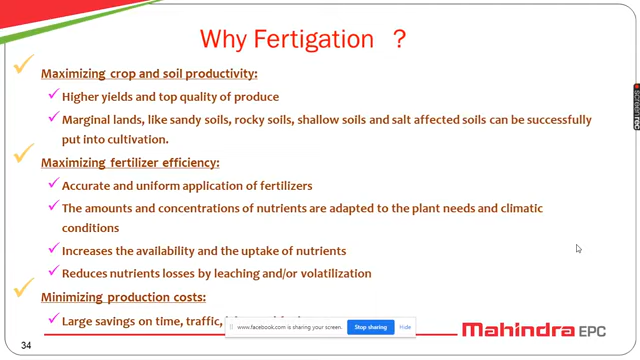 Why Fertigation ?
Maximizing crop and soil productivity:
Higher yields and top quality of produce
Marginal lands, like sandy soils, rocky soils, shallow soils and salt affected soils can be successfully
put into cultivation.
Maximizing fertilizer efficiency:
Accurate and uniform application of fertilizers
The amounts and concentrations of nutrients are adapted to the plant needs and climatic
conditions
Increases the availability and the uptake of nutrients
Reduces nutrients losses by leaching and/or volatilization
Minimizing production costs:
Large savings on time, traffic,
www.facebook.com is sharing your screen.
Stop sharing
Hide
Mahindra EPC
34